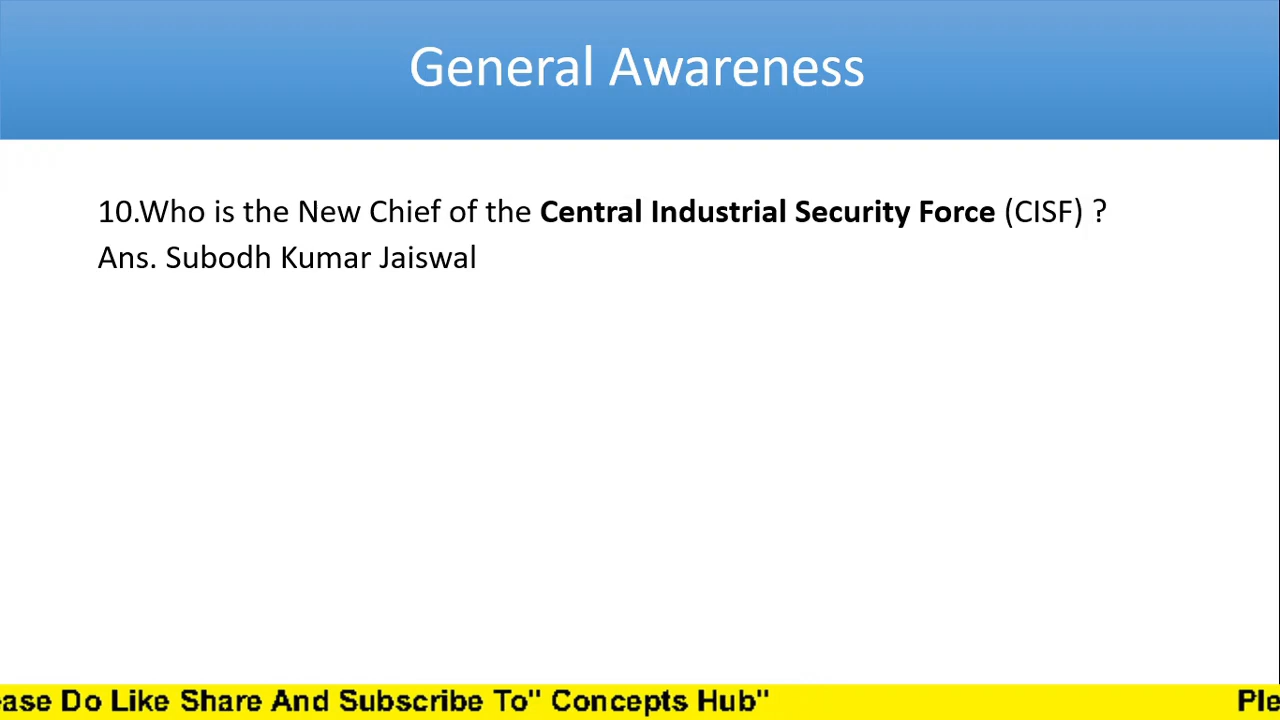 General Awareness
10.Who is the New Chief of the Central Industrial Security Force (CISF) ?
Ans. Subodh Kumar Jaiswal
ease Do Like Share And Subscribe To" Concepts Hub" Ple